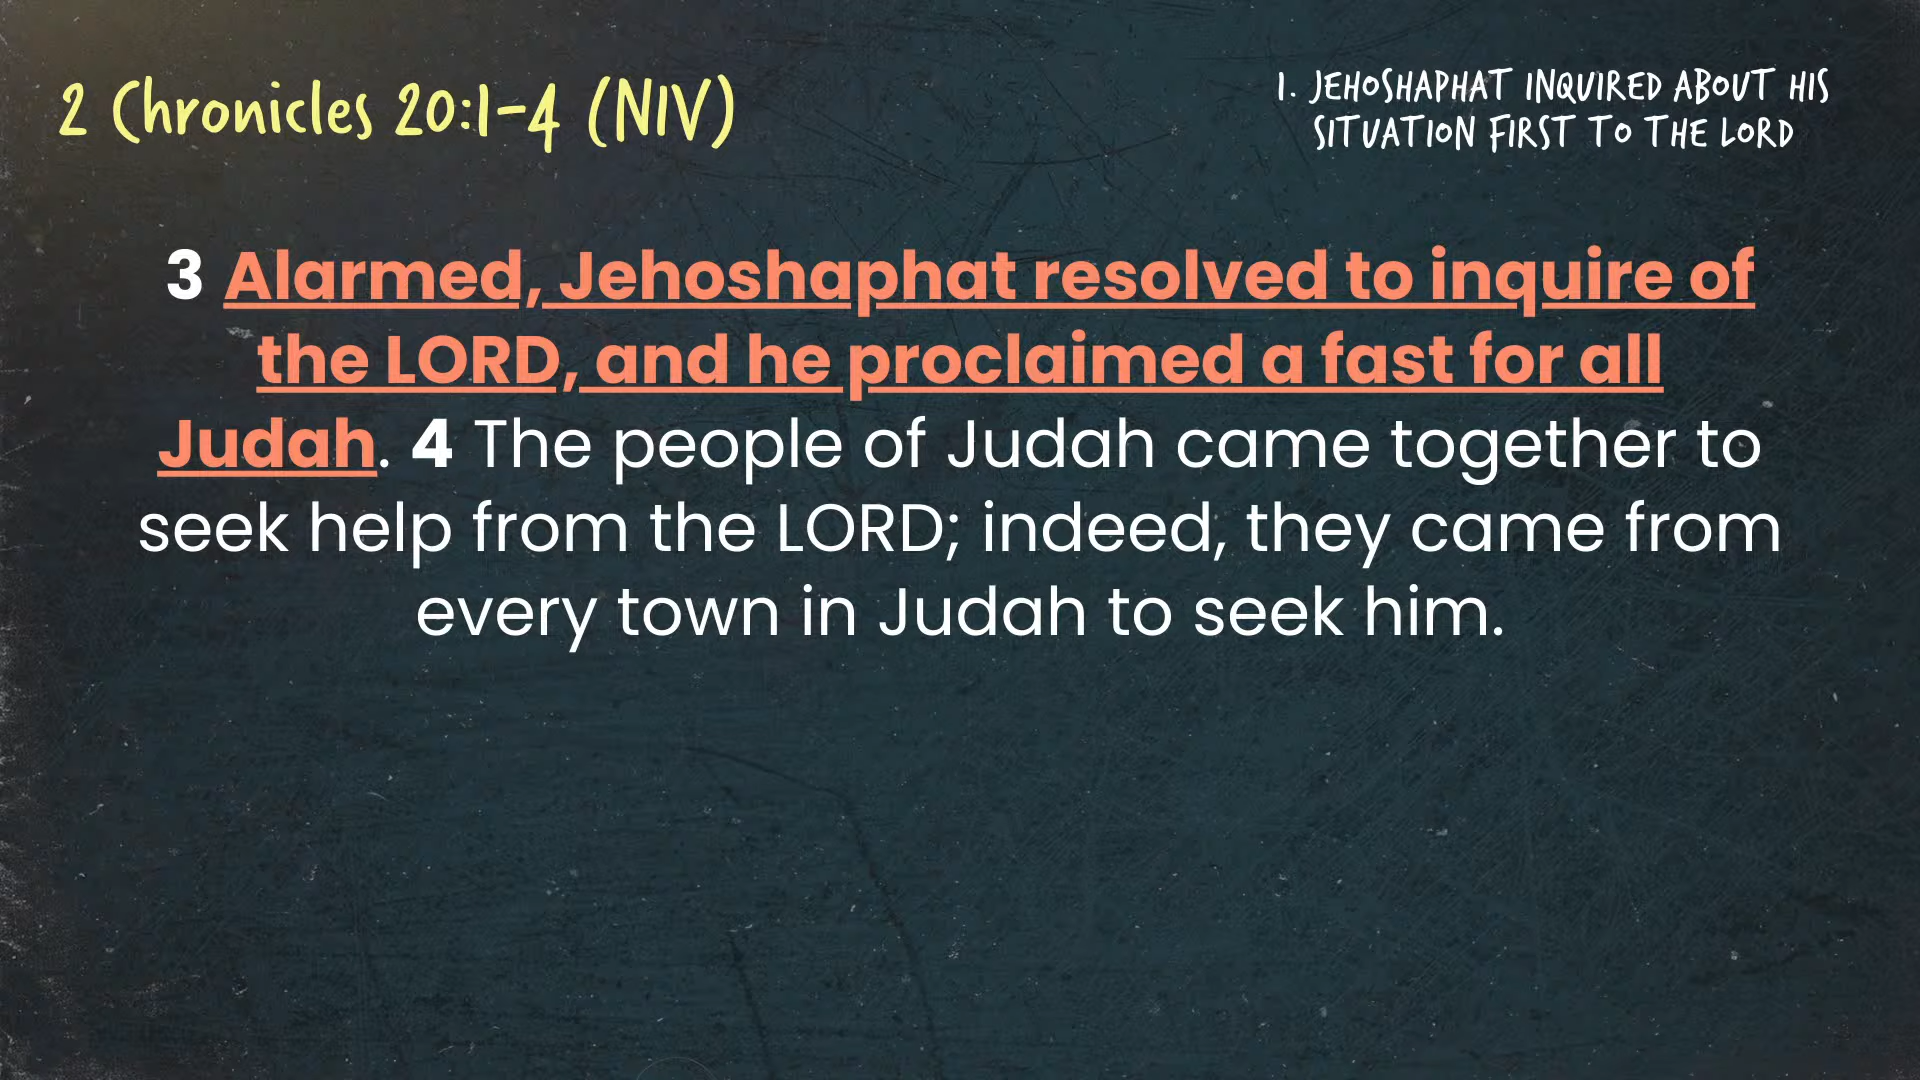 2 Chronicles 20:1-4 (NIV)
1. JEHOSHAPHAT INQUIRED ABOUT HIS
SITUATION FIRST TO THE LORD
3 Alarmed, Jehoshaphat resolved to inquire of
the LORD, and he proclaimed a fast for all
Judah. 4 The people of Judah came together to
seek help from the LORD; indeed, they came from
every town in Judah to seek him.